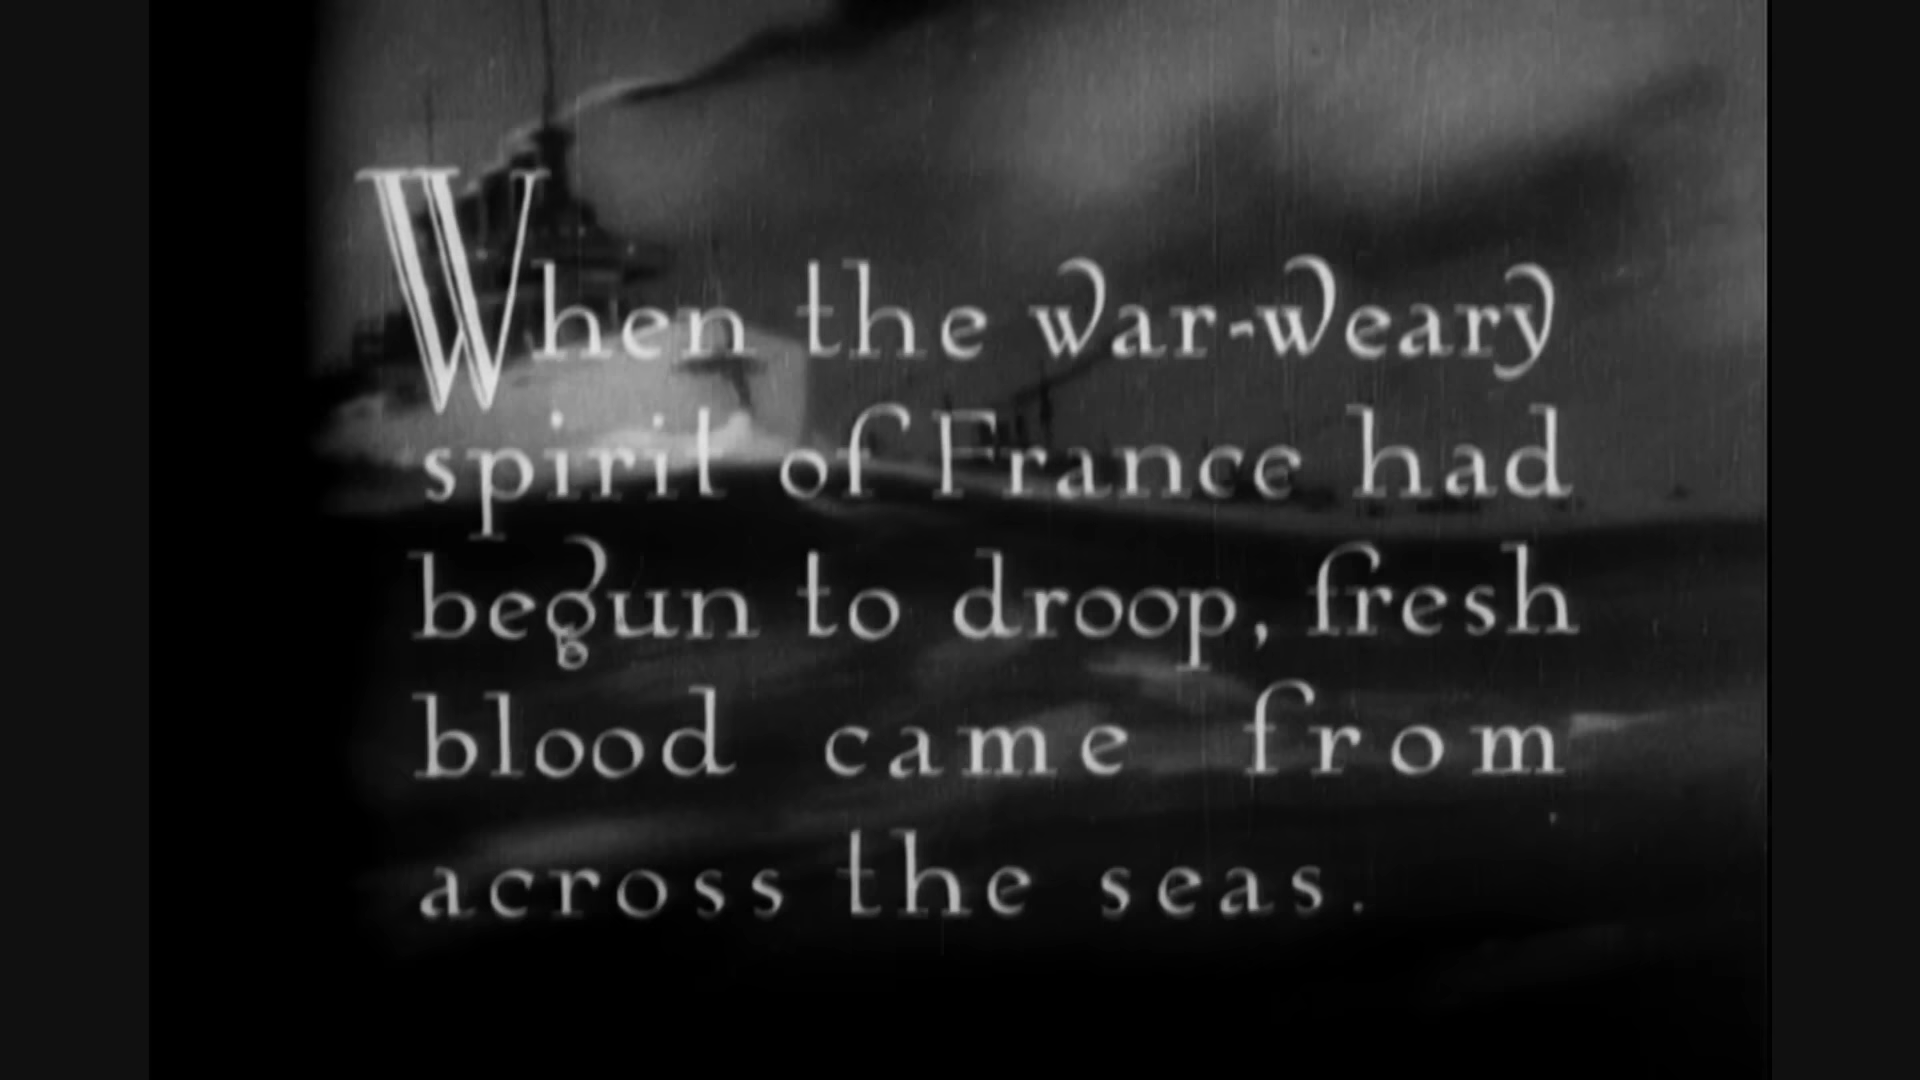 When the war-weary
spirit of France had
begun to droop, fresh
blood came from
across the seas.